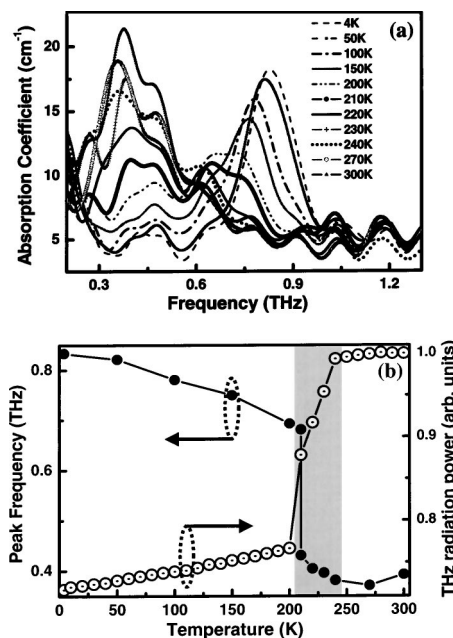 (a)
4K
50K
100K
150K
200K
210K
220K
230K
240K
270K
300K
20
15
10
5
Absorption Coefficient (cm⁻¹)
0.3 0.6 0.9 1.2
Frequency (THz)
(b)
0.8
0.6
0.4
Peak Frequency (THz)
1.0
0.9
0.8
0.7
THz radiation power (arb. units)
0 50 100 150 200 250 300
Temperature (K)